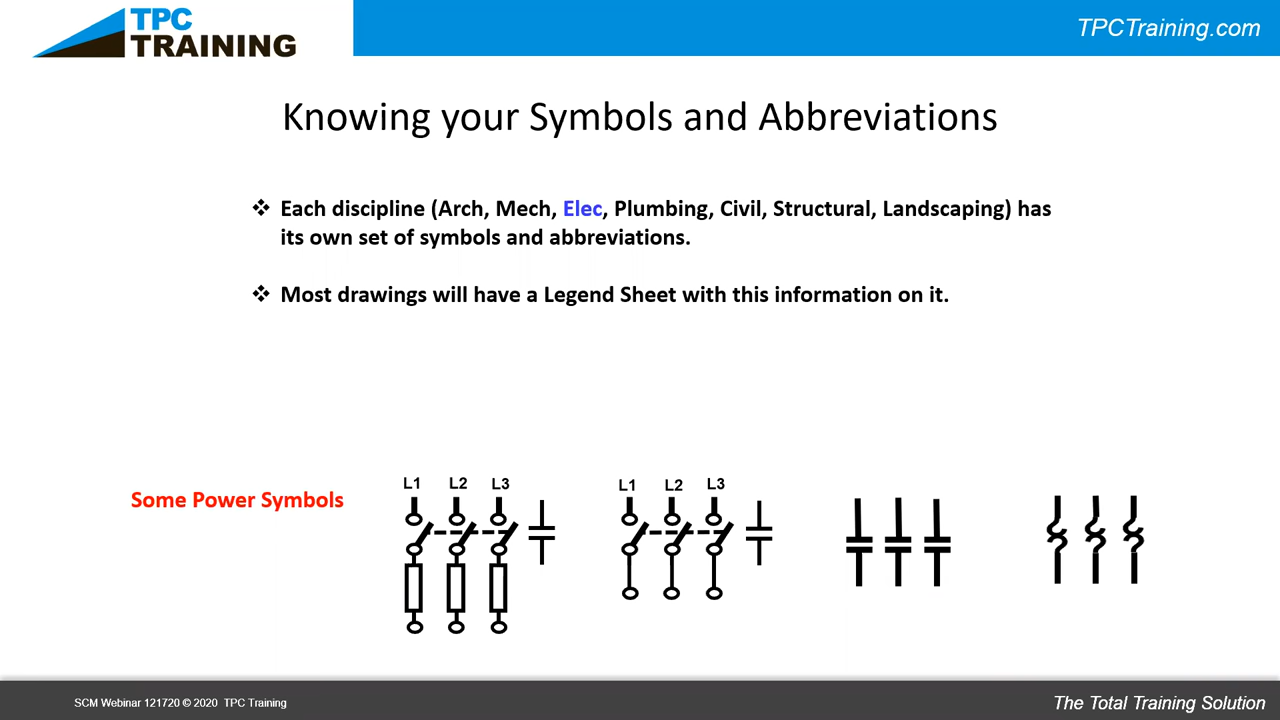 TPC
TRAINING
TPCTraining.com
Knowing your Symbols and Abbreviations
❖ Each discipline (Arch, Mech, Elec, Plumbing, Civil, Structural, Landscaping) has
its own set of symbols and abbreviations.
❖ Most drawings will have a Legend Sheet with this information on it.
Some Power Symbols
L1 L2 L3
L1 L2 L3
SCM Webinar 121720 © 2020 TPC Training
The Total Training Solution